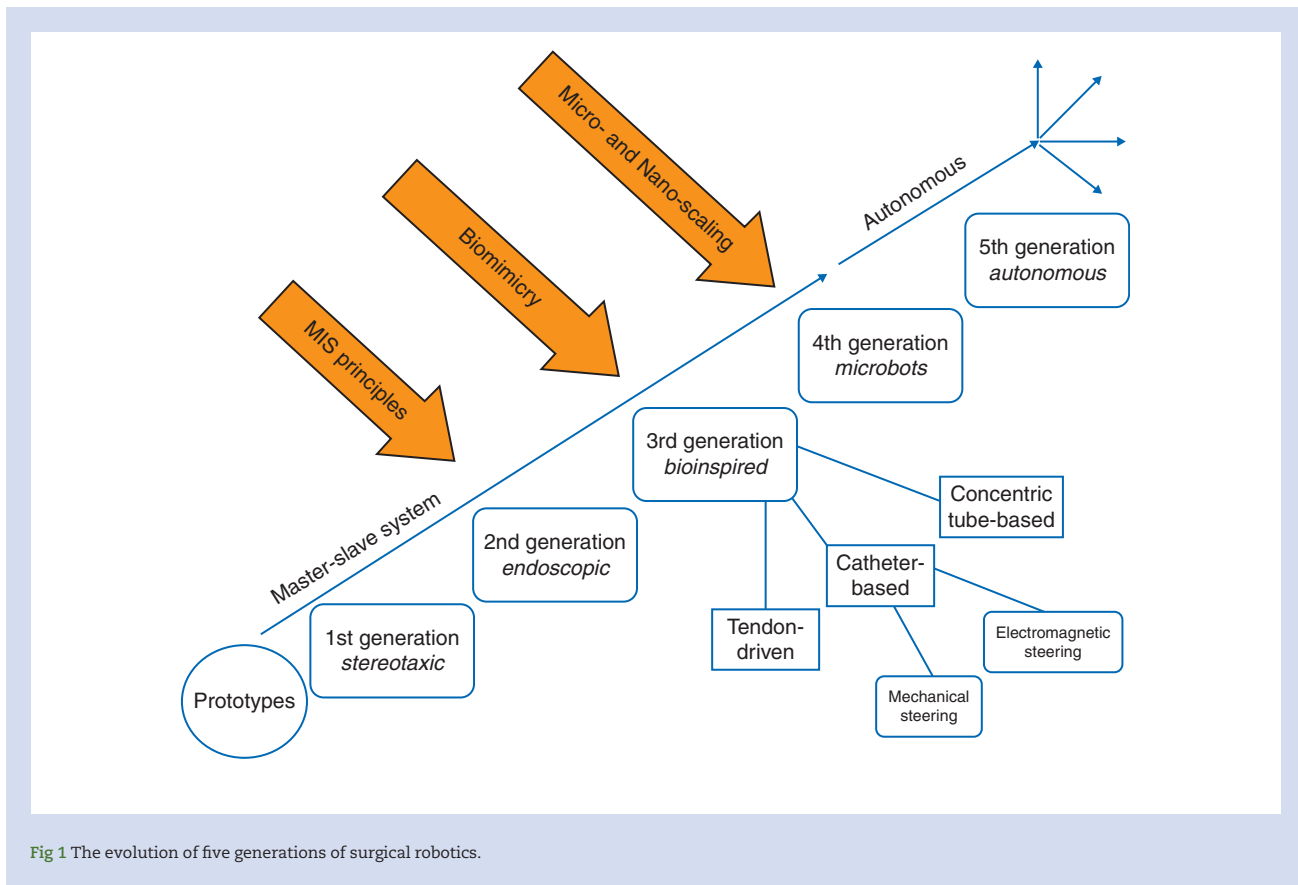 Micro- and Nano-scaling
Biomimicry
MIS principles
Autonomous
Master-slave system
5th generation
autonomous
4th generation
microbots
3rd generation
bioinspired
Concentric
tube-based
2nd generation
endoscopic
Catheter-
based
Tendon-
driven
Electromagnetic
steering
1st generation
stereotaxic
Mechanical
steering
Prototypes
Fig 1 The evolution of five generations of surgical robotics.